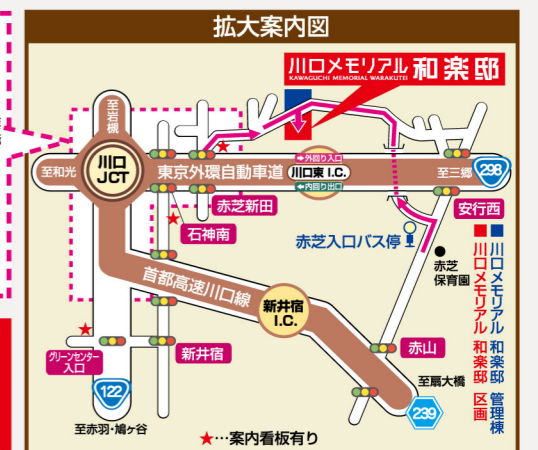 拡大案内図
川口メモリアル 和楽邸
KAWAGUCHI MEMORIAL WARAKUTEI
至岩槻
至和光
川口
JCT
東京外環自動車道
外回り入口
川口東 I.C.
内回り出口
至三郷
298
赤芝新田
安行西
石神南
赤芝入口バス停
赤芝
保育園
首都高速川口線
新井宿
I.C.
川口メモリアル 和楽邸 管理棟
川口メモリアル 和楽邸 区画
グリーンセンター
入口
新井宿
赤山
122
至扇大橋
239
至赤羽・鳩ヶ谷
★…案内看板有り